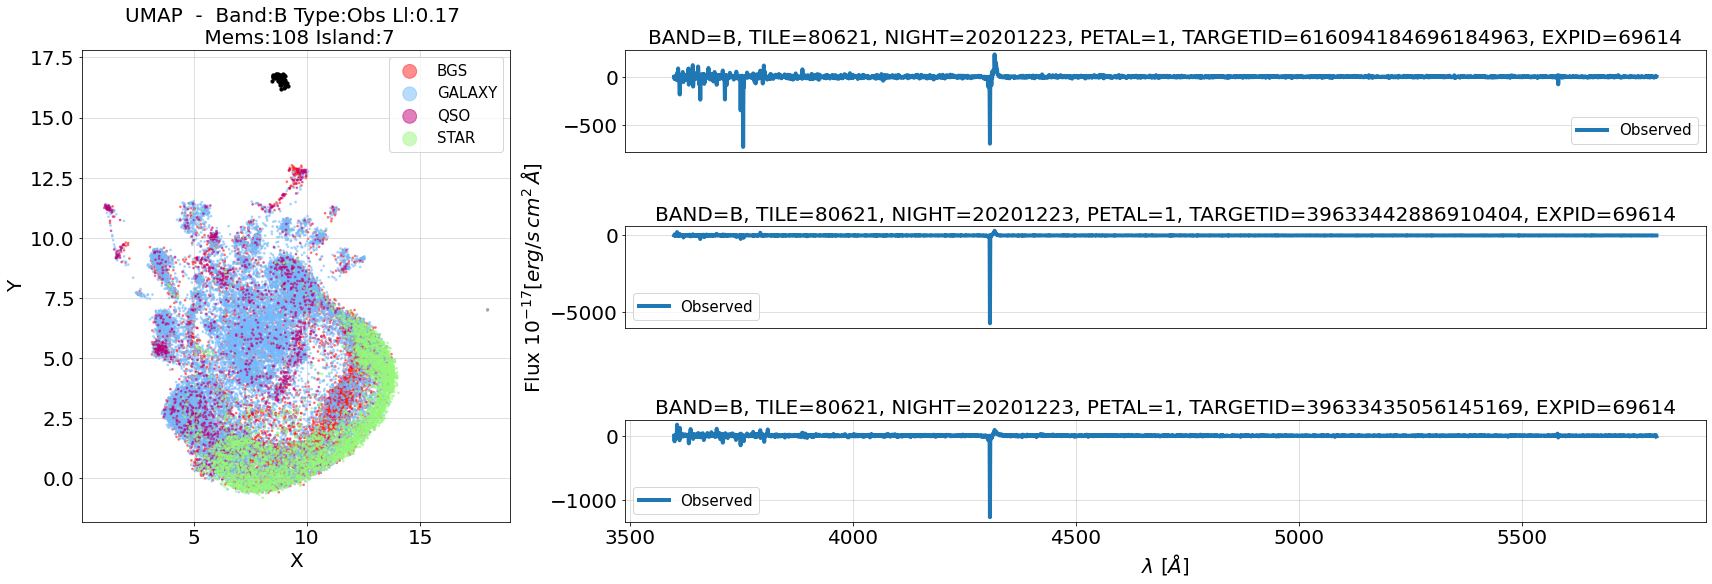 UMAP - Band:B Type:Obs Ll:0.17
Mems:108 Island:7
17.5
15.0
12.5
10.0
7.5
5.0
2.5
0.0
Y
5
10
15
X
BGS
GALAXY
QSO
STAR
Flux 10⁻¹⁷[erg/s cm² Å]
BAND=B, TILE=80621, NIGHT=20201223, PETAL=1, TARGETID=616094184696184963, EXPID=69614
0
−500
Observed
BAND=B, TILE=80621, NIGHT=20201223, PETAL=1, TARGETID=39633442886910404, EXPID=69614
0
−5000
Observed
BAND=B, TILE=80621, NIGHT=20201223, PETAL=1, TARGETID=39633435056145169, EXPID=69614
0
−1000
Observed
3500
4000
4500
5000
5500
λ [Å]